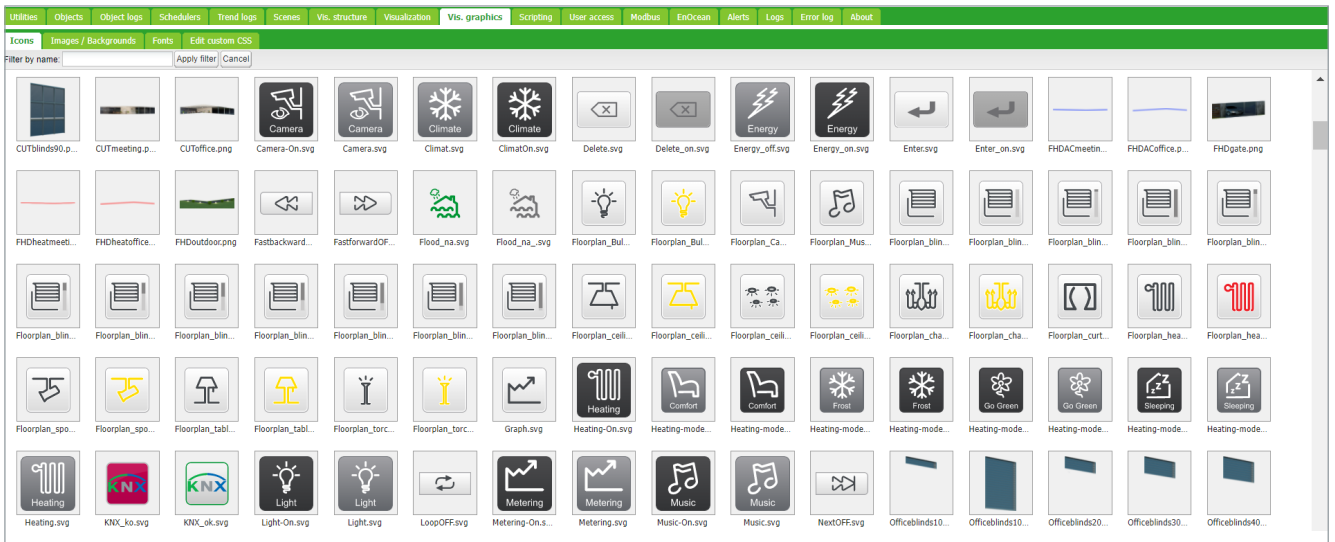 Utilities Objects Object logs Schedulers Trend logs Scenes Vis. structure Visualization Vis. graphics Scripting User access Modbus EnOcean Alerts Logs Error log About
Icons Images / Backgrounds Fonts Edit custom CSS
Filter by name: Apply filter Cancel
Camera Camera Climate Climate Energy Energy
CUTblinds90.p... CUTmeeting.p... CUToffice.png Camera-On.svg Camera.svg Climat.svg ClimatOn.svg Delete.svg Delete_on.svg Energy_off.svg Energy_on.svg Enter.svg Enter_on.svg FHDACmeetin... FHDACoffice.p... FHDgate.png
FHDheatmeeti... FHDheatoffice... FHDoutdoor.png Fastbackward... FastforwardOF... Flood_na.svg Flood_na_.svg Floorplan_Bul... Floorplan_Bul... Floorplan_Ca... Floorplan_Mus... Floorplan_blin... Floorplan_blin... Floorplan_blin... Floorplan_blin... Floorplan_blin...
Floorplan_blin... Floorplan_blin... Floorplan_blin... Floorplan_blin... Floorplan_blin... Floorplan_blin... Floorplan_blin... Floorplan_ceili... Floorplan_ceili... Floorplan_ceili... Floorplan_ceili... Floorplan_cha... Floorplan_cha... Floorplan_curt... Floorplan_hea... Floorplan_hea...
Heating Comfort Comfort Frost Frost Go Green Go Green Sleeping Sleeping
Floorplan_spo... Floorplan_spo... Floorplan_tabl... Floorplan_tabl... Floorplan_torc... Floorplan_torc... Graph.svg Heating-On.svg Heating-mode... Heating-mode... Heating-mode... Heating-mode... Heating-mode... Heating-mode... Heating-mode... Heating-mode...
Heating KNX KNX Light Light Metering Metering Music Music
Heating.svg KNX_ko.svg KNX_ok.svg Light-On.svg Light.svg LoopOFF.svg Metering-On.s... Metering.svg Music-On.svg Music.svg NextOFF.svg Officeblinds10... Officeblinds10... Officeblinds20... Officeblinds30... Officeblinds40...